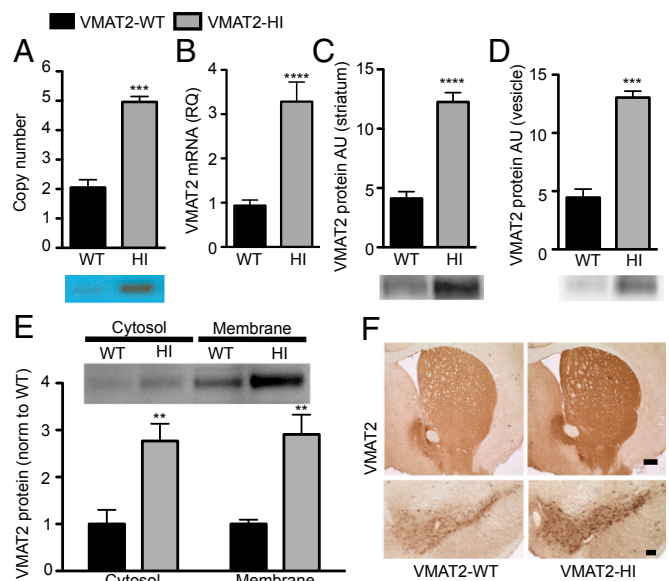 VMAT2-WT VMAT2-HI
A
Copy number
6
5
4
3
2
1
0
***
WT HI
B
VMAT2 mRNA (RQ)
4
3
2
1
0
****
WT HI
C
VMAT2 protein AU (striatum)
15
10
5
0
****
WT HI
D
VMAT2 protein AU (vesicle)
15
10
5
0
***
WT HI
E
Cytosol Membrane
WT HI WT HI
VMAT2 protein (norm to WT)
4
3
2
1
0
** **
Cytosol Membrane
F
VMAT2
VMAT2-WT VMAT2-HI